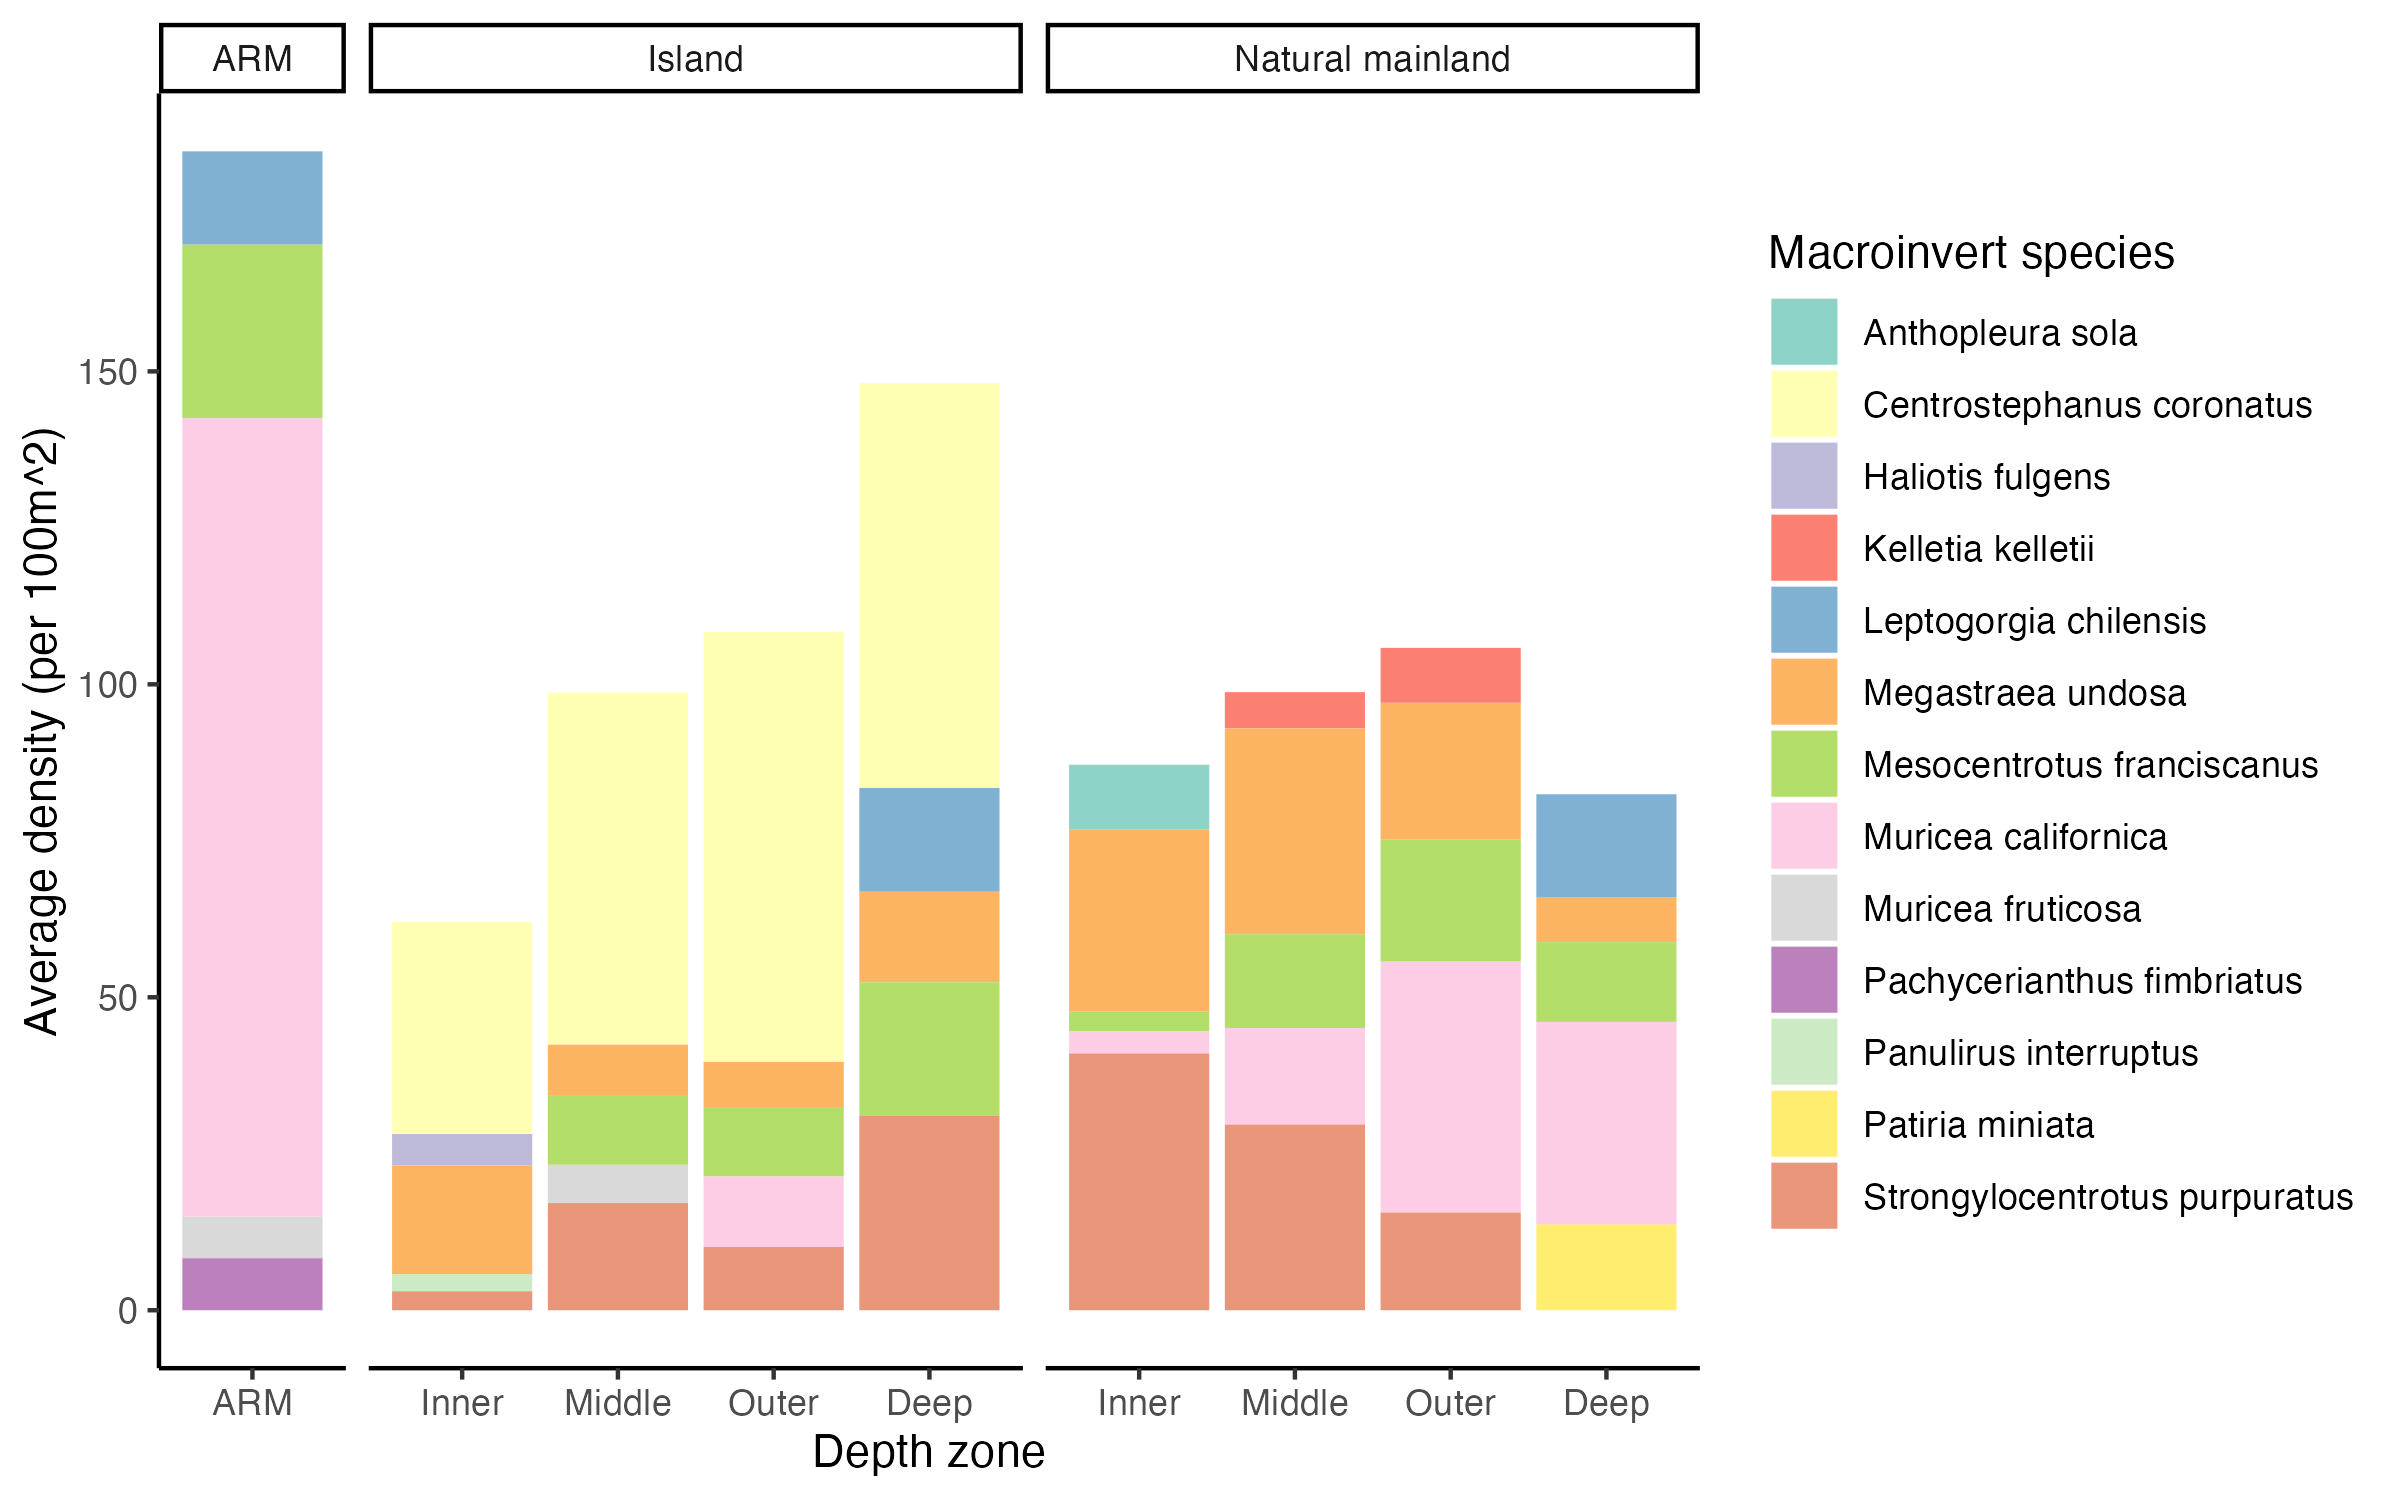 ARM
Island
Natural mainland
Average density (per 100m^2)
150
100
50
0
ARM
Inner
Middle
Outer
Deep
Inner
Middle
Outer
Deep
Depth zone
Macroinvert species
Anthopleura sola
Centrostephanus coronatus
Haliotis fulgens
Kelletia kelletii
Leptogorgia chilensis
Megastraea undosa
Mesocentrotus franciscanus
Muricea californica
Muricea fruticosa
Pachycerianthus fimbriatus
Panulirus interruptus
Patiria miniata
Strongylocentrotus purpuratus